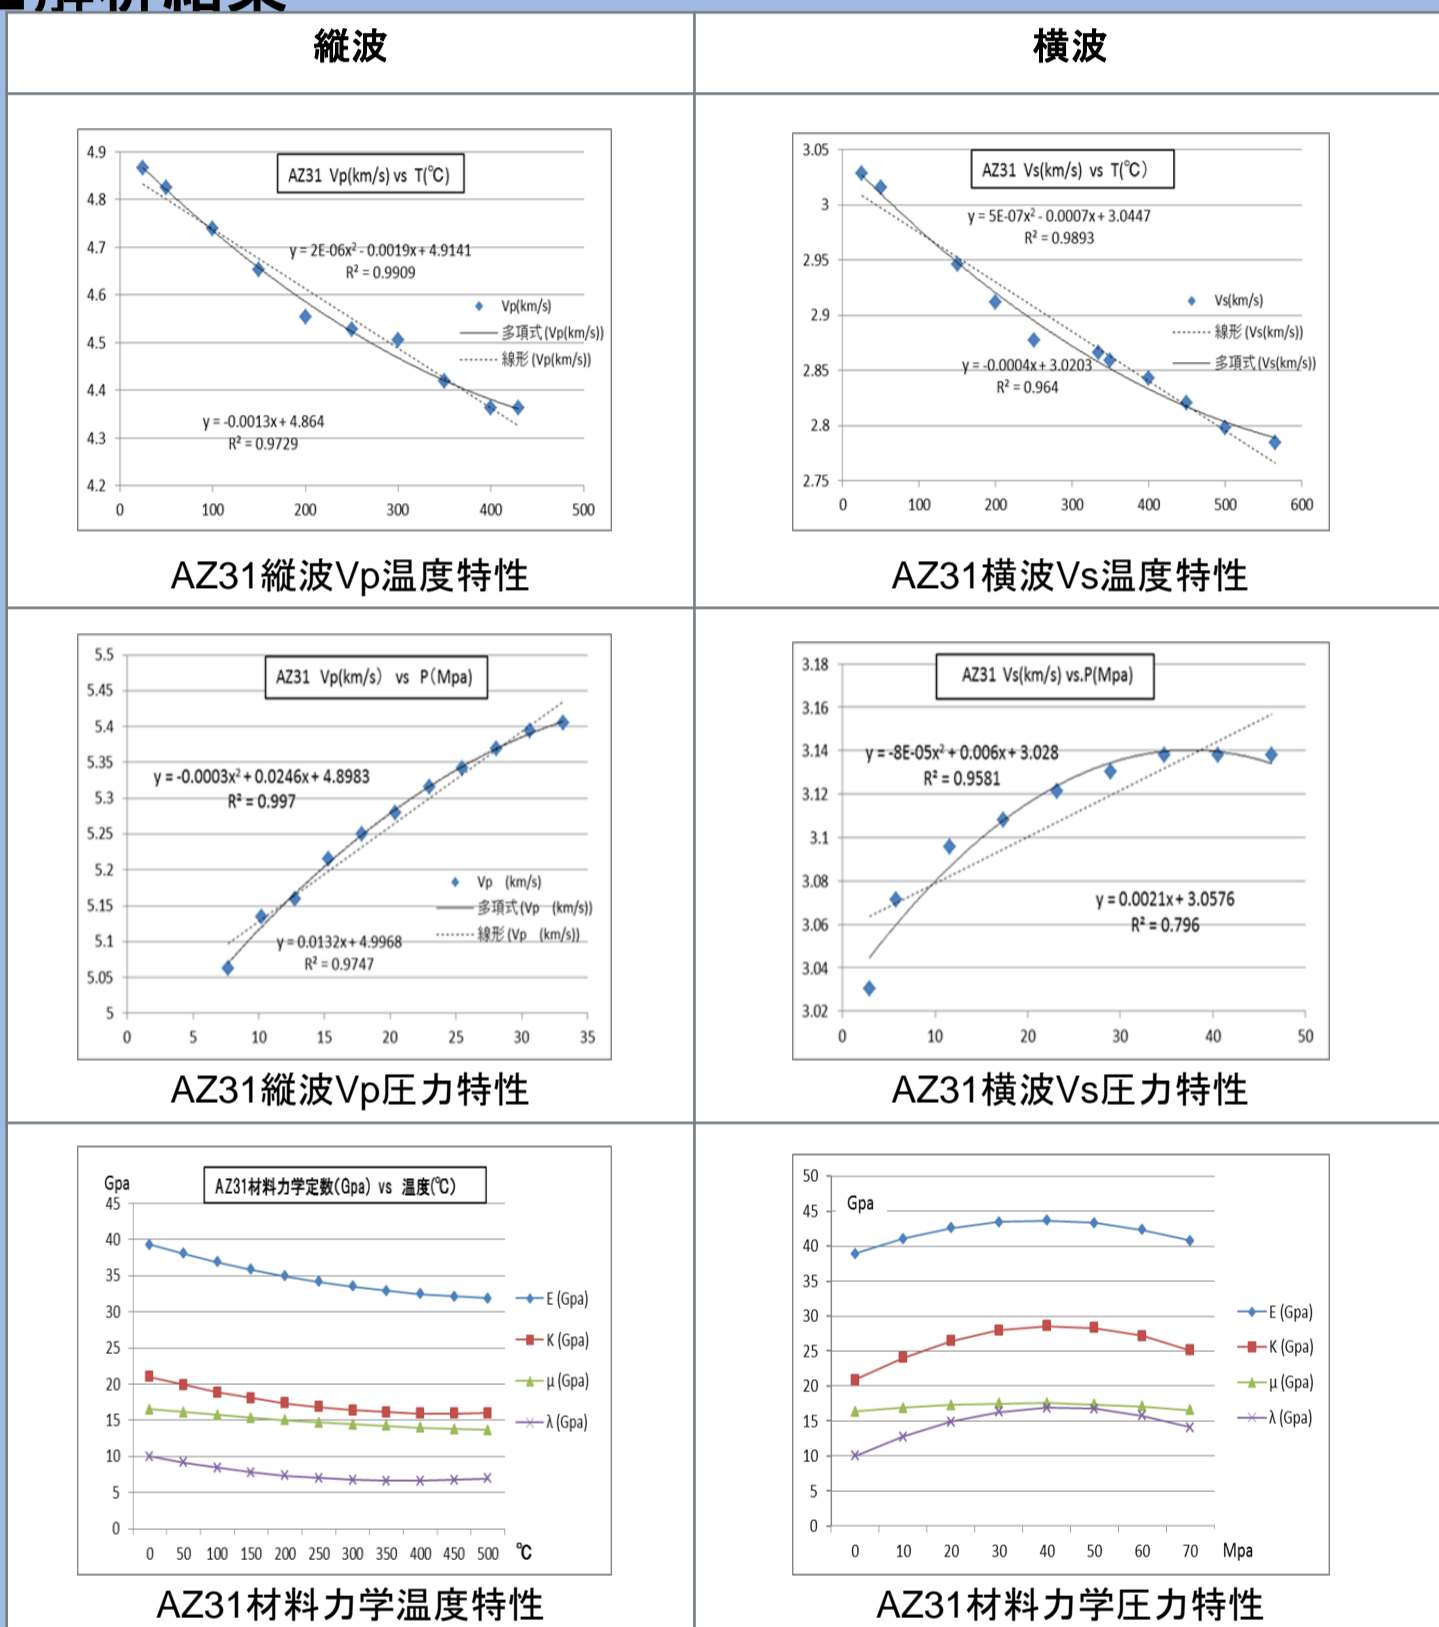 ■解析結果
縦波
横波
AZ31 Vp(km/s) vs T(℃)
4.9
4.8
4.7
4.6
4.5
4.4
4.3
4.2
y = 2E-06x² - 0.0019x + 4.9141
R² = 0.9909
Vp(km/s)
多項式 (Vp(km/s))
線形 (Vp(km/s))
y = -0.0013x + 4.864
R² = 0.9729
0 100 200 300 400 500
AZ31縦波Vp温度特性
AZ31 Vs(km/s) vs T(℃)
3.05
3
2.95
2.9
2.85
2.8
2.75
y = 5E-07x² - 0.0007x + 3.0447
R² = 0.9893
Vs(km/s)
線形 (Vs(km/s))
多項式 (Vs(km/s))
y = -0.0004x + 3.0203
R² = 0.964
0 100 200 300 400 500 600
AZ31横波Vs温度特性
AZ31 Vp(km/s) vs P(Mpa)
5.5
5.45
5.4
5.35
5.3
5.25
5.2
5.15
5.1
5.05
5
y = -0.0003x² + 0.0246x + 4.8983
R² = 0.997
Vp (km/s)
多項式 (Vp (km/s))
線形 (Vp (km/s))
y = 0.0132x + 4.9968
R² = 0.9747
0 5 10 15 20 25 30 35
AZ31縦波Vp圧力特性
AZ31 Vs(km/s) vs.P(Mpa)
3.18
3.16
3.14
3.12
3.1
3.08
3.06
3.04
3.02
y = -8E-05x² + 0.006x + 3.028
R² = 0.9581
y = 0.0021x + 3.0576
R² = 0.796
0 10 20 30 40 50
AZ31横波Vs圧力特性
Gpa
AZ31材料力学定数(Gpa) vs 温度(℃)
45
40
35
30
25
20
15
10
5
0
E (Gpa)
K (Gpa)
μ (Gpa)
λ (Gpa)
0 50 100 150 200 250 300 350 400 450 500 ℃
AZ31材料力学温度特性
Gpa
50
45
40
35
30
25
20
15
10
5
0
E (Gpa)
K (Gpa)
μ (Gpa)
λ (Gpa)
0 10 20 30 40 50 60 70 Mpa
AZ31材料力学圧力特性